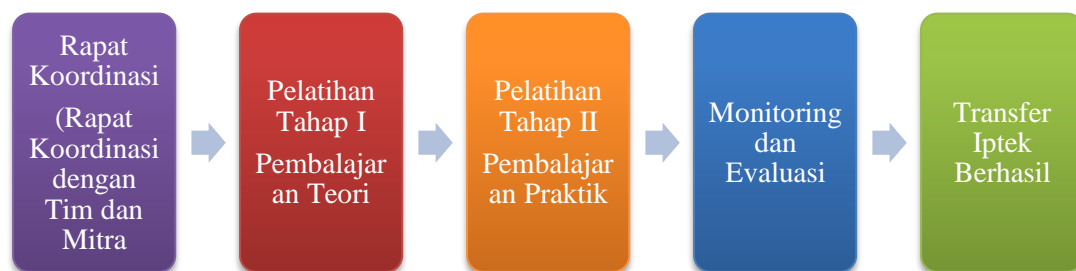 Rapat
Koordinasi
(Rapat
Koordinasi
dengan
Tim dan
Mitra
Pelatihan
Tahap I
Pembalajar
an Teori
Pelatihan
Tahap II
Pembalajar
an Praktik
Monitoring
dan
Evaluasi
Transfer
Iptek
Berhasil